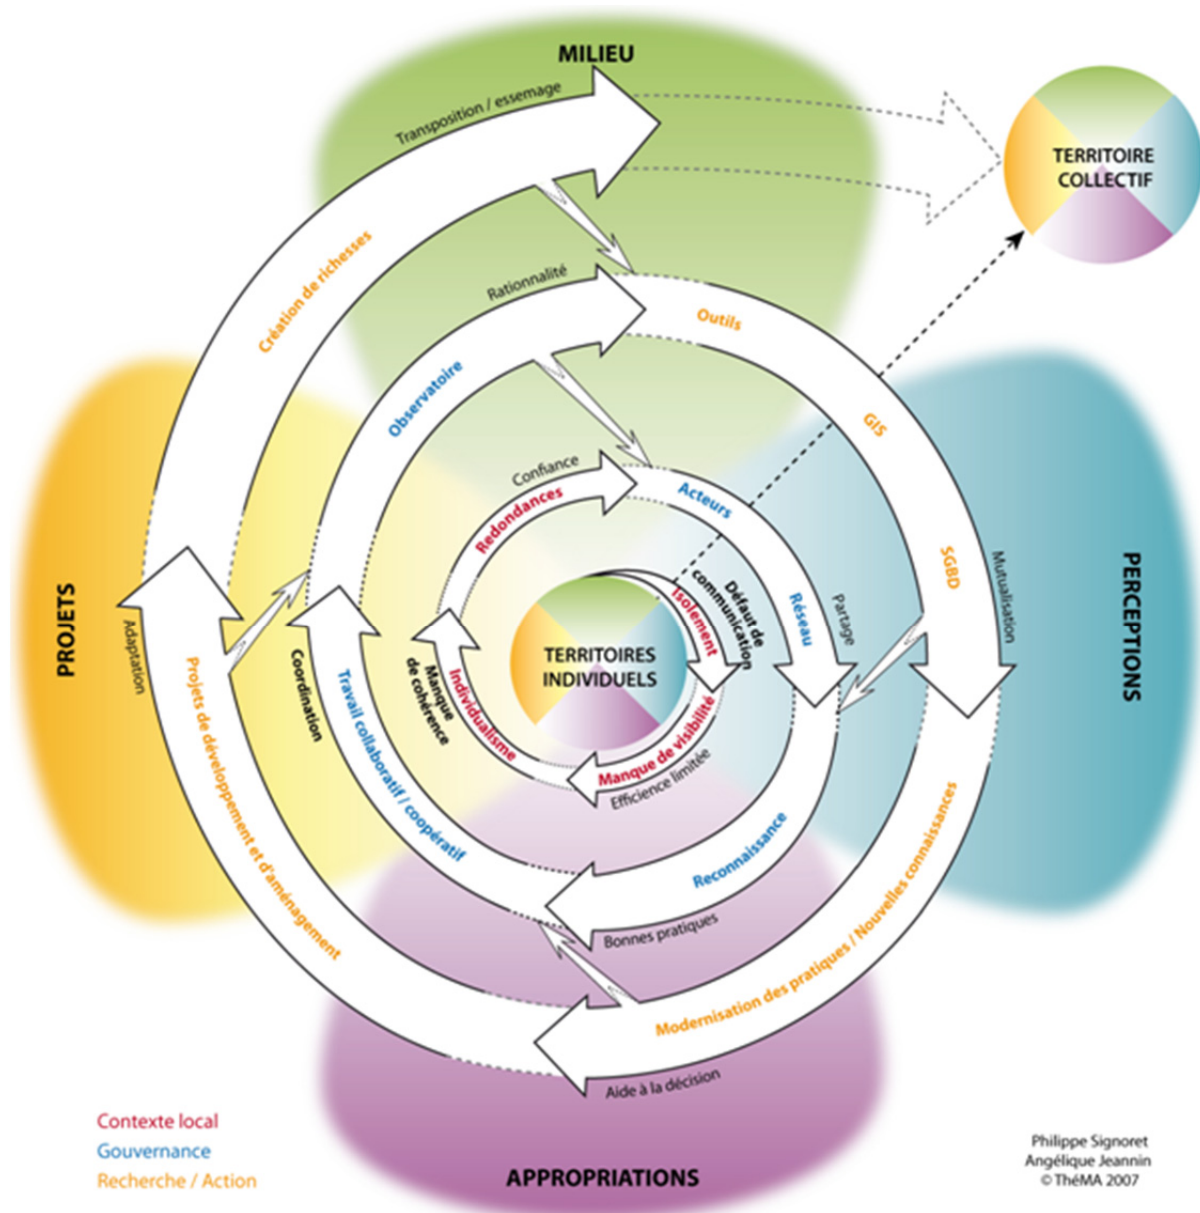 MILIEU
Transposition / essemage
TERRITOIRE
COLLECTIF
Création de richesses
Rationnalité
Outils
Observatoire
GIS
Confiance
Redondances
Acteurs
SGBD
Mutualisation
PERCEPTIONS
PROJETS
Adaptation
Isolement
Défaut de
communication
Réseau
Partage
TERRITOIRES
INDIVIDUELS
Coordination
Travail collaboratif / coopératif
Manque
de cohérence
Individualisme
Manque de visibilité
Efficience limitée
Projets de développement et d'aménagement
Reconnaissance
Bonnes pratiques
Modernisation des pratiques / Nouvelles connaissances
Aide à la décision
APPROPRIATIONS
Contexte local
Gouvernance
Recherche / Action
Philippe Signoret
Angélique Jeannin
© ThéMA 2007